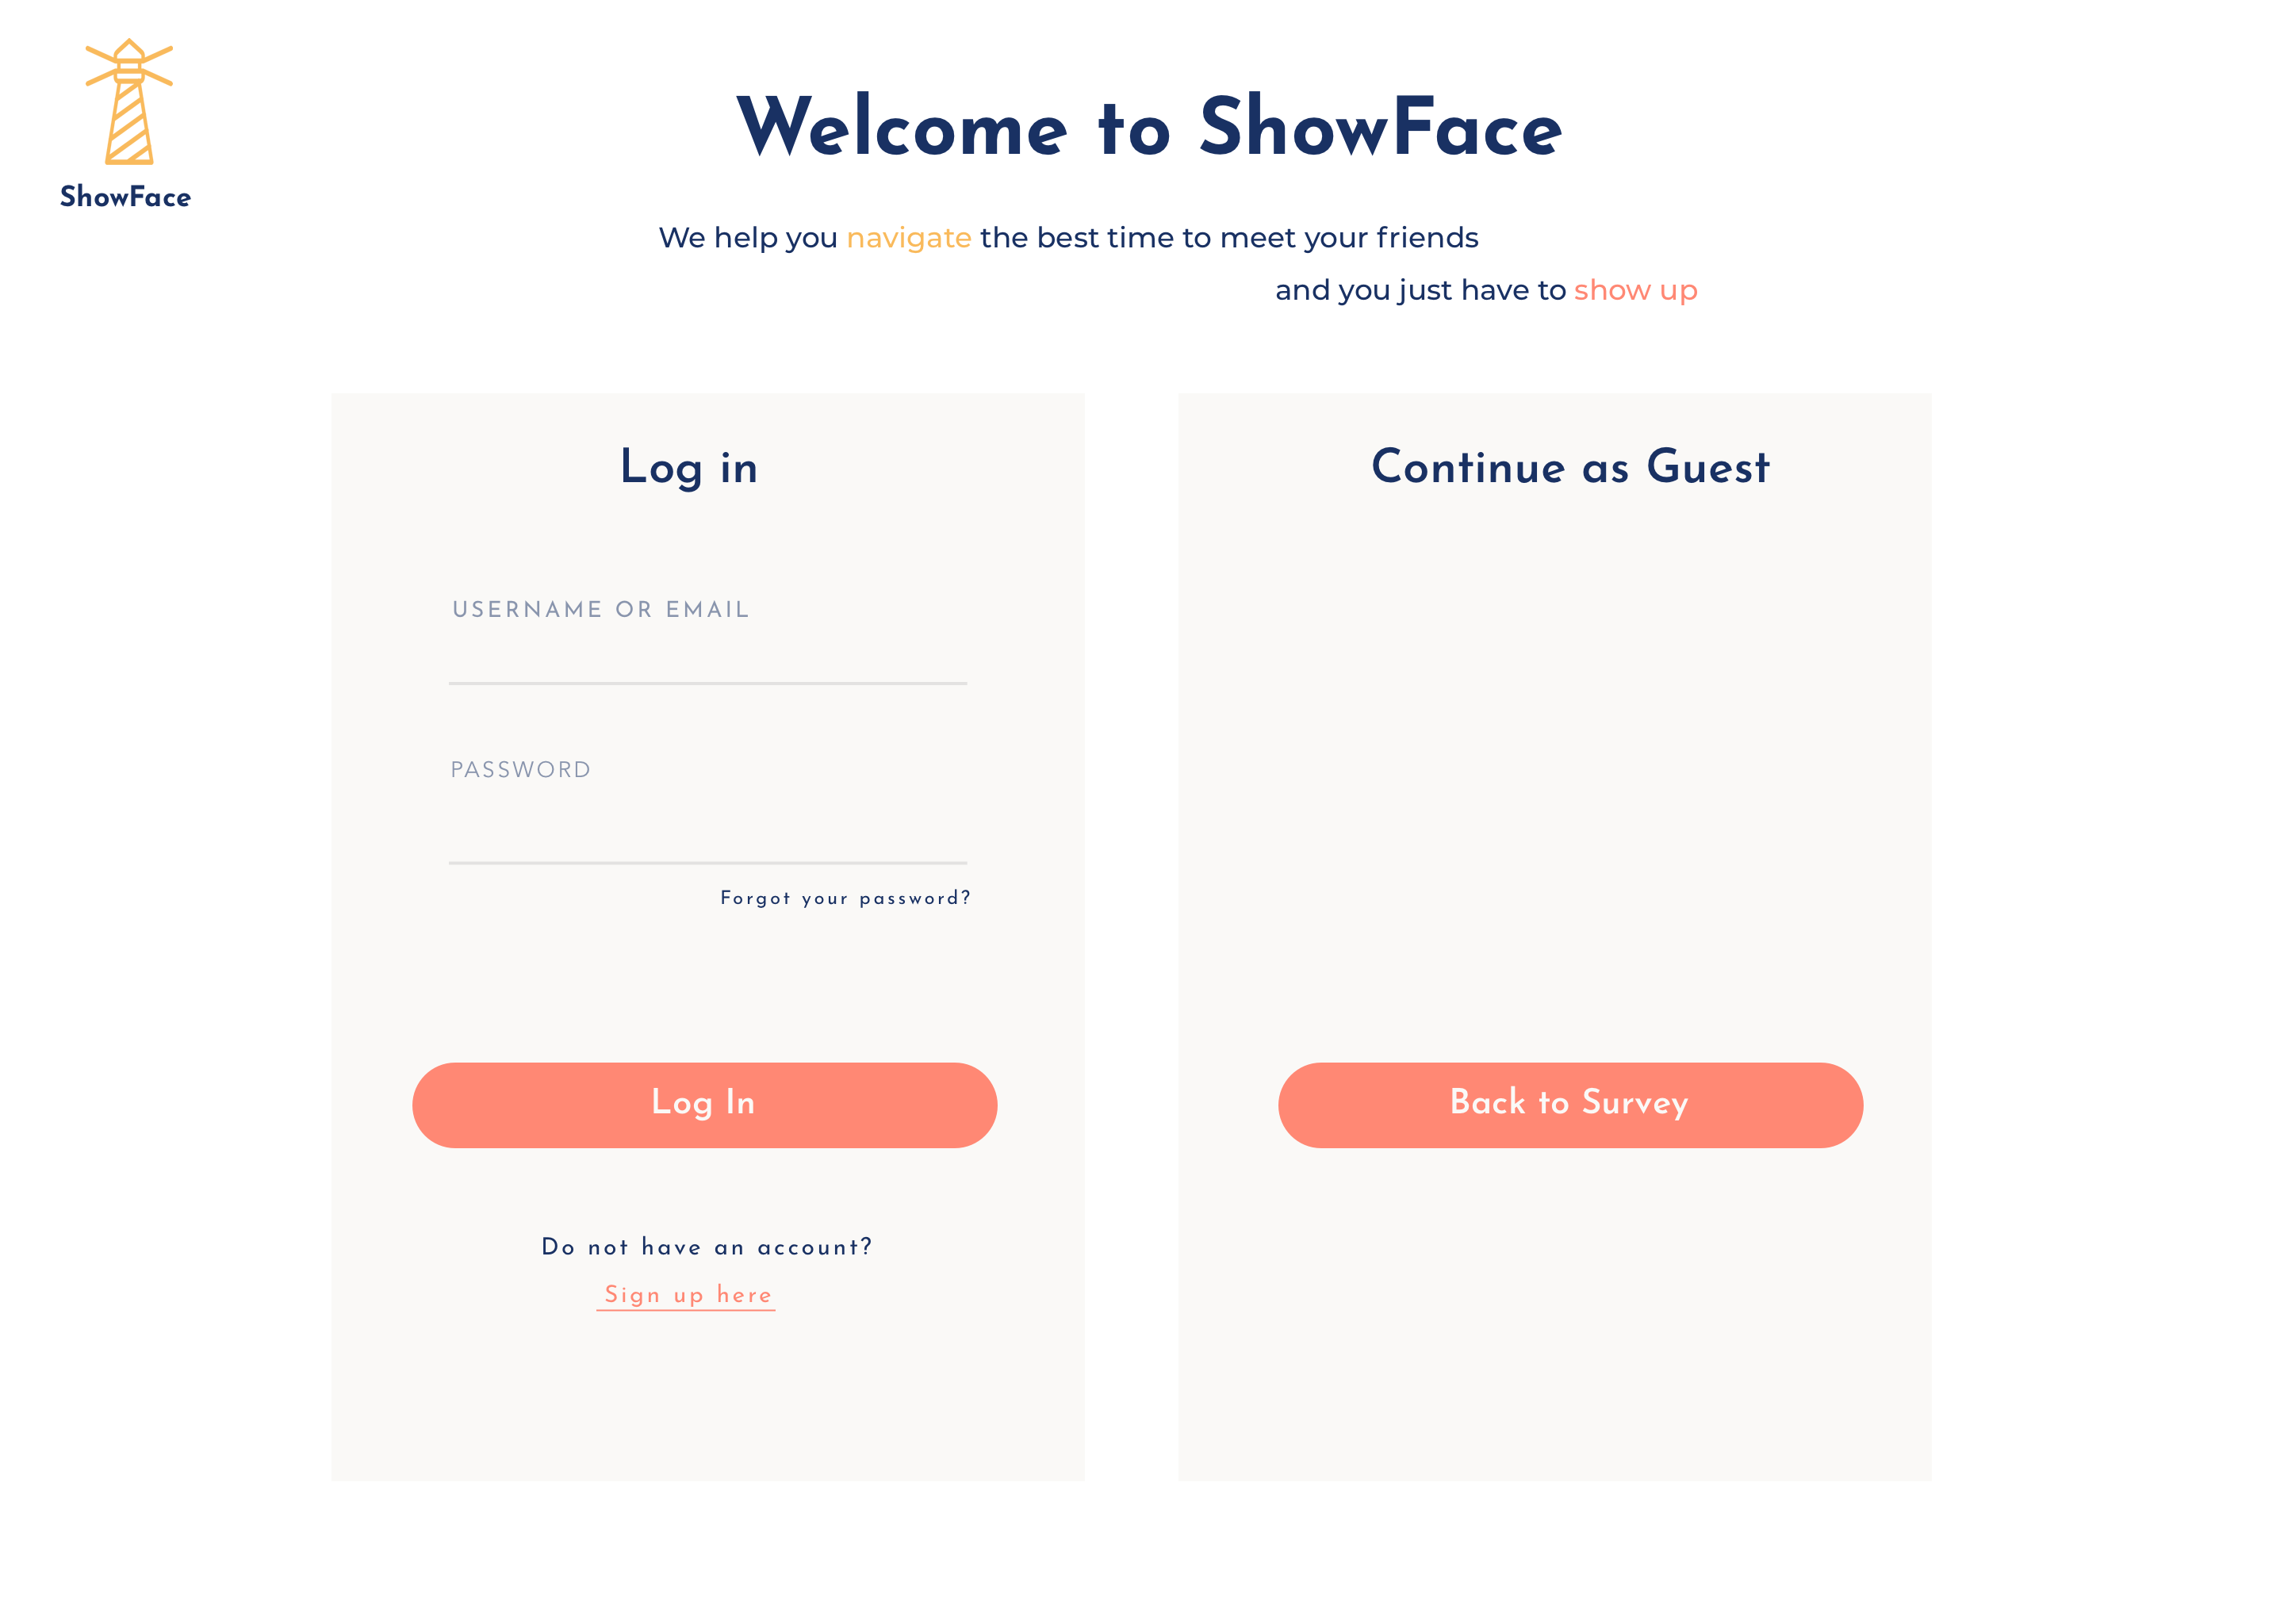 ShowFace
Welcome to ShowFace
We help you navigate the best time to meet your friends
and you just have to show up
Log in
USERNAME OR EMAIL
PASSWORD
Forgot your password?
Log In
Do not have an account?
Sign up here
Continue as Guest
Back to Survey